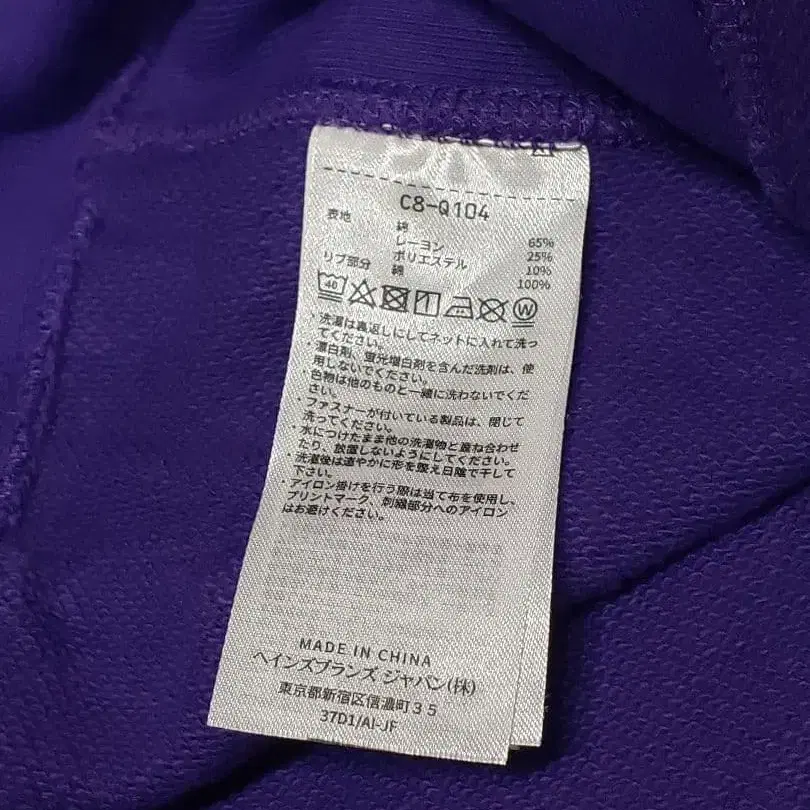 C8-Q104
表地 綿 65%
レーヨン 25%
ポリエステル 10%
リブ部分 綿 100%
40 W
・洗濯は裏返しにしてネットに入れて洗っ
てください。
・漂白剤、蛍光増白剤を含んだ洗剤は、使
用しないでください。
・色物は他のものと一緒に洗わないでくだ
さい。
・ファスナーが付いている製品は、閉じて
洗ってください。
・水につけたまま他の洗濯物と重ね合わせ
たり、放置しないようにしてください。
・洗濯後は速やかに形を整え日陰で干して
下さい。
・アイロン掛けを行う際は当て布を使用し、
プリントマーク、刺繍部分へのアイロン
はお避けください。
MADE IN CHINA
ヘインズブランズ ジャパン(株)
東京都新宿区信濃町35
37D1/AI-JF